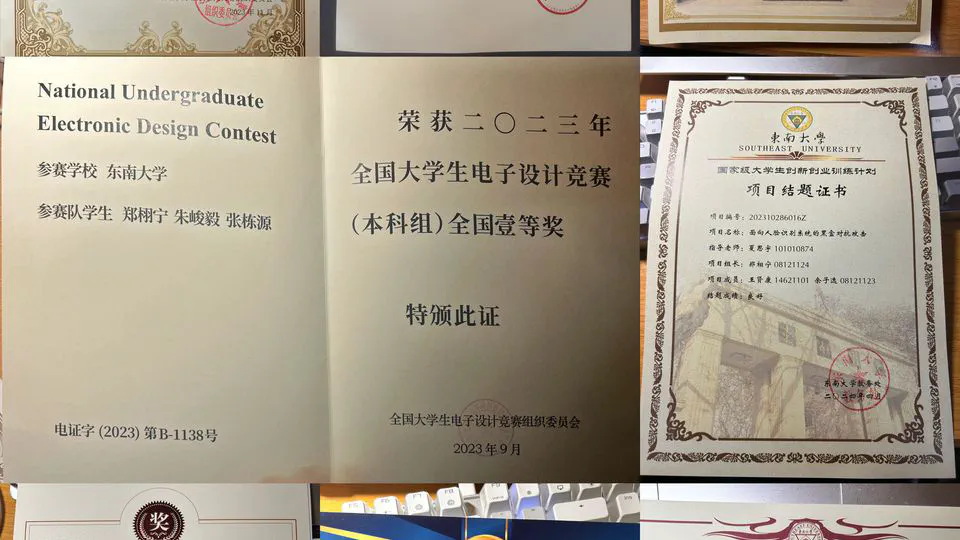 2023年11月
National Undergraduate
Electronic Design Contest
参赛学校 东南大学
参赛队学生 郑栩宁 朱峻毅 张栋源
电证字 (2023) 第B-1138号
荣获二〇二三年
全国大学生电子设计竞赛
(本科组)全国壹等奖
特颁此证
全国大学生电子设计竞赛组织委员会
2023年9月
東南大學
SOUTHEAST UNIVERSITY
国家级大学生创新创业训练计划
项目结题证书
项目编号: 202310286016Z
项目名称: 面向人脸识别系统的黑盒对抗攻击
指导老师: 夏思宇 101010874
项目组长: 郑栩宁 08121124
项目成员: 王贤康 14621101 余子逸 08121123
结题成绩: 良好
东南大学教务处
二〇二四年四月
奖